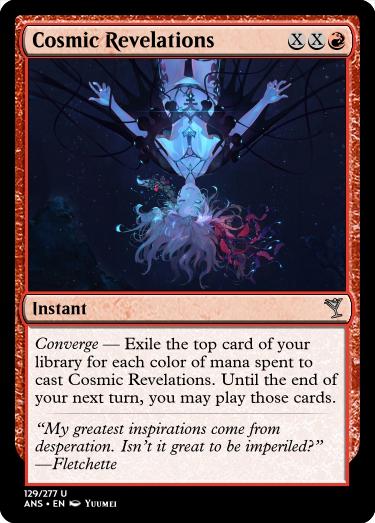 Cosmic Revelations X X
Instant
Converge — Exile the top card of your
library for each color of mana spent to
cast Cosmic Revelations. Until the end of
your next turn, you may play those cards.
“My greatest inspirations come from
desperation. Isn’t it great to be imperiled?”
—Fletchette
129/277 U
ANS • EN Yuumei